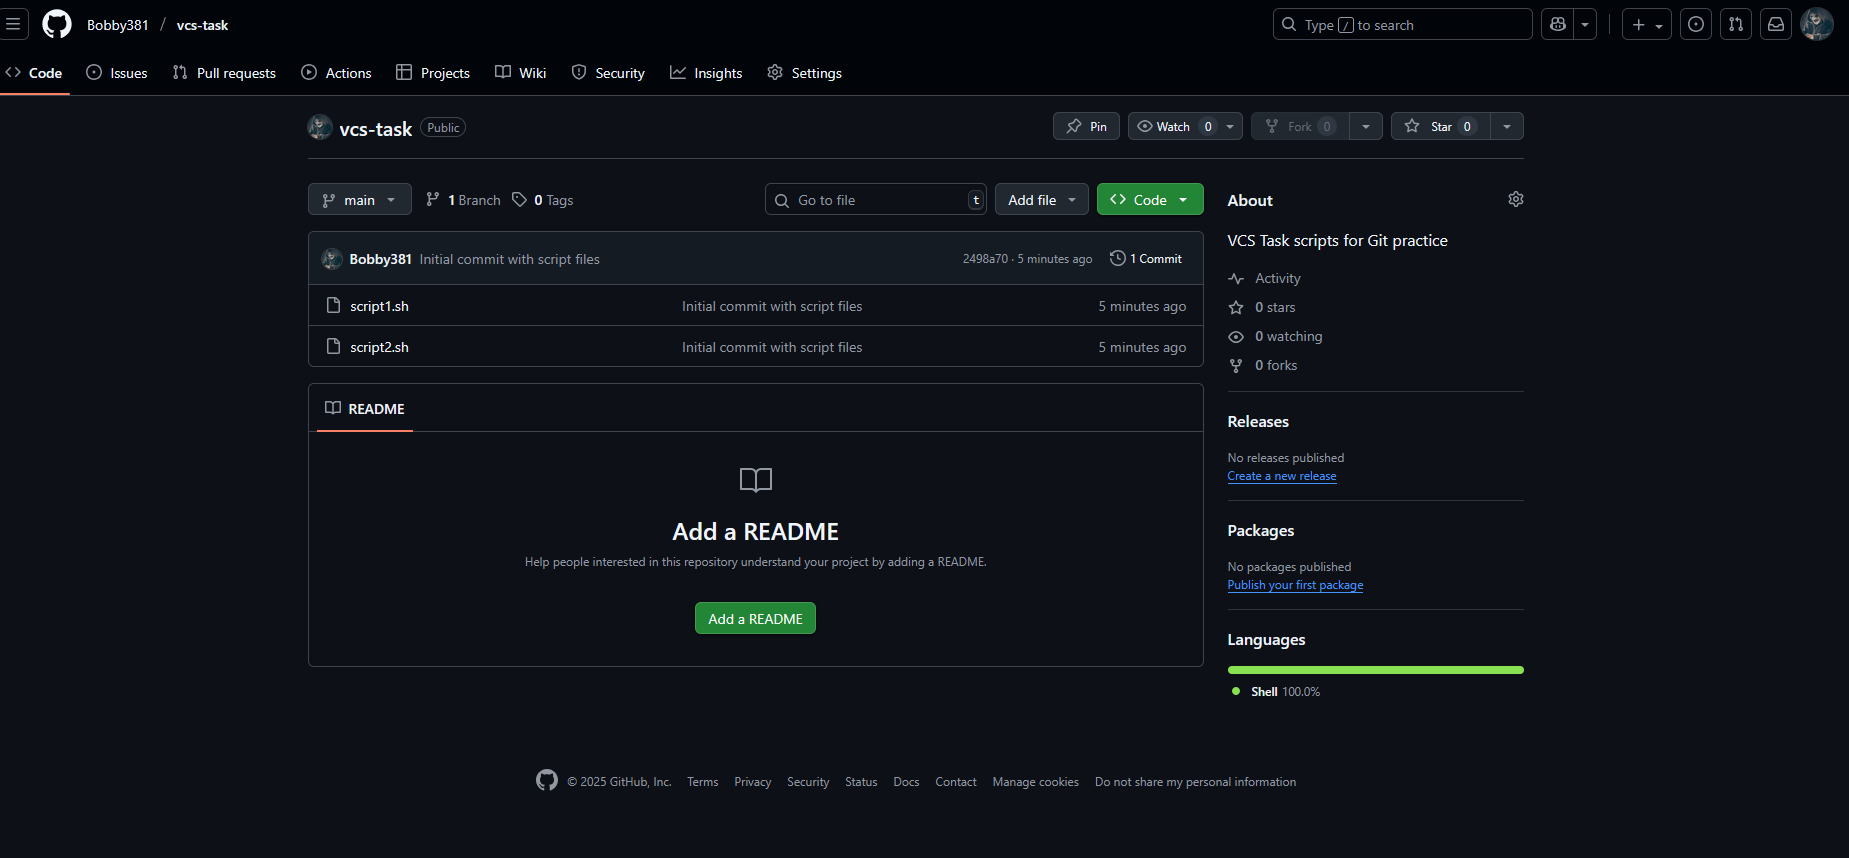 Bobby381 / vcs-task
Type / to search
Code Issues Pull requests Actions Projects Wiki Security Insights Settings
vcs-task Public
Pin Watch 0 Fork 0 Star 0
main 1 Branch 0 Tags Go to file t Add file Code
Bobby381 Initial commit with script files 2498a70 · 5 minutes ago 1 Commit
script1.sh Initial commit with script files 5 minutes ago
script2.sh Initial commit with script files 5 minutes ago
README
Add a README
Help people interested in this repository understand your project by adding a README.
Add a README
About
VCS Task scripts for Git practice
Activity
0 stars
0 watching
0 forks
Releases
No releases published
Create a new release
Packages
No packages published
Publish your first package
Languages
Shell 100.0%
© 2025 GitHub, Inc. Terms Privacy Security Status Docs Contact Manage cookies Do not share my personal information